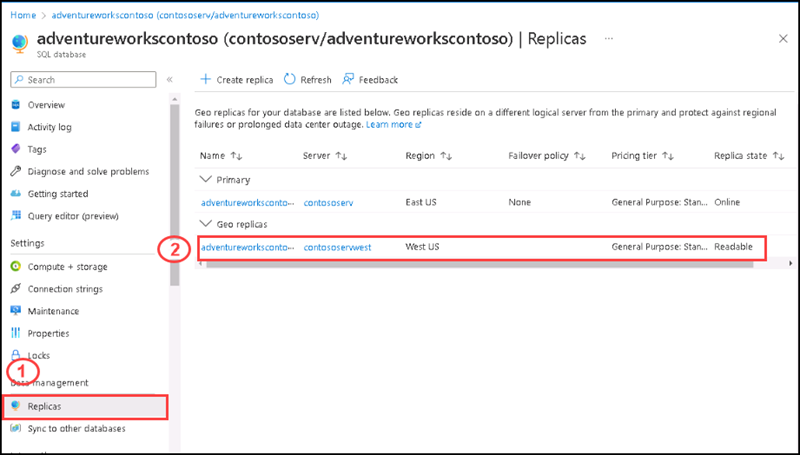 Home > adventureworkscontoso (contososerv/adventureworkscontoso)
adventureworkscontoso (contososerv/adventureworkscontoso) | Replicas ...
SQL database
Search
Create replica Refresh Feedback
Overview
Activity log
Tags
Diagnose and solve problems
Getting started
Query editor (preview)
Settings
Compute + storage
Connection strings
Maintenance
Properties
Locks
1
Data management
Replicas
Sync to other databases
Geo replicas for your database are listed below. Geo replicas reside on a different logical server from the primary and protect against regional
failures or prolonged data center outage. Learn more
Name Server Region Failover policy Pricing tier Replica state
Primary
adventureworksconto... contososerv East US None General Purpose: Stan... Online
Geo replicas
2
adventureworksconto... contososervwest West US General Purpose: Stan... Readable